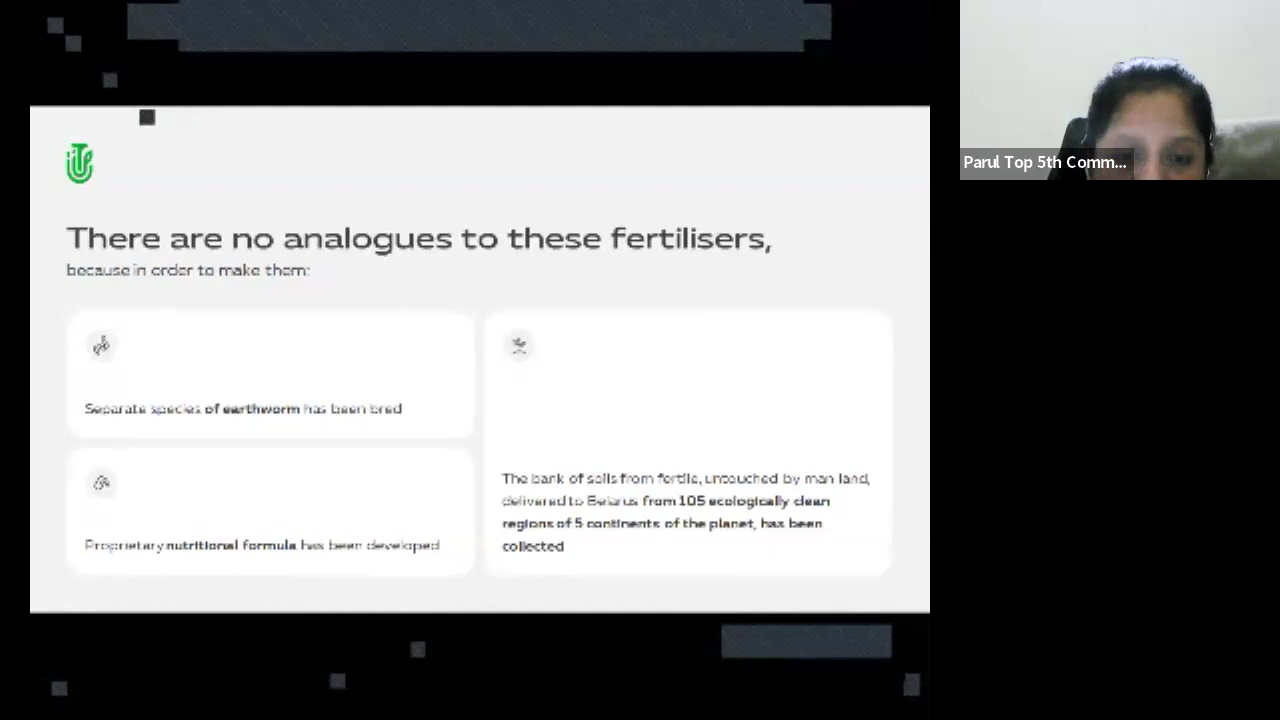 There are no analogues to these fertilisers,
because in order to make them:
Separate species of earthworm has been bred
Proprietary nutritional formula has been developed
The bank of soils from fertile, untouched by man land,
delivered to Belarus from 105 ecologically clean
regions of 5 continents of the planet, has been
collected
Parul Top 5th Comm...